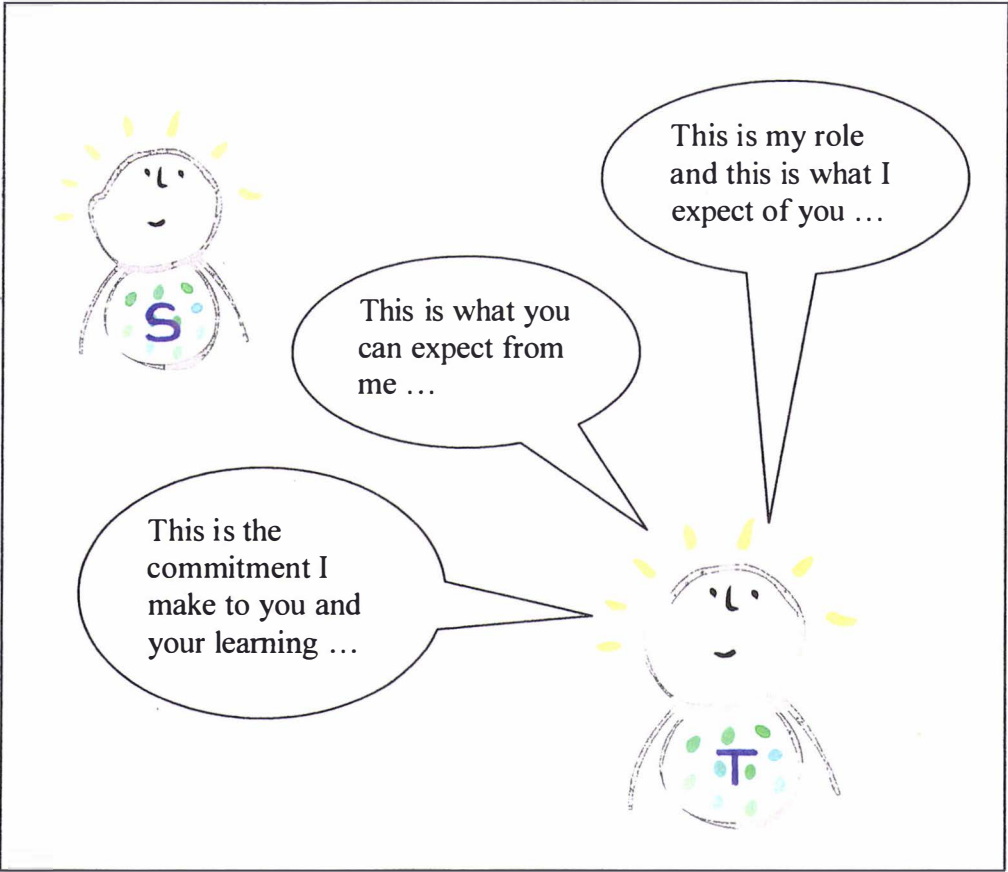 This is my role
and this is what I
expect of you …
This is what you
can expect from
me …
This is the
commitment I
make to you and
your learning …
S
T